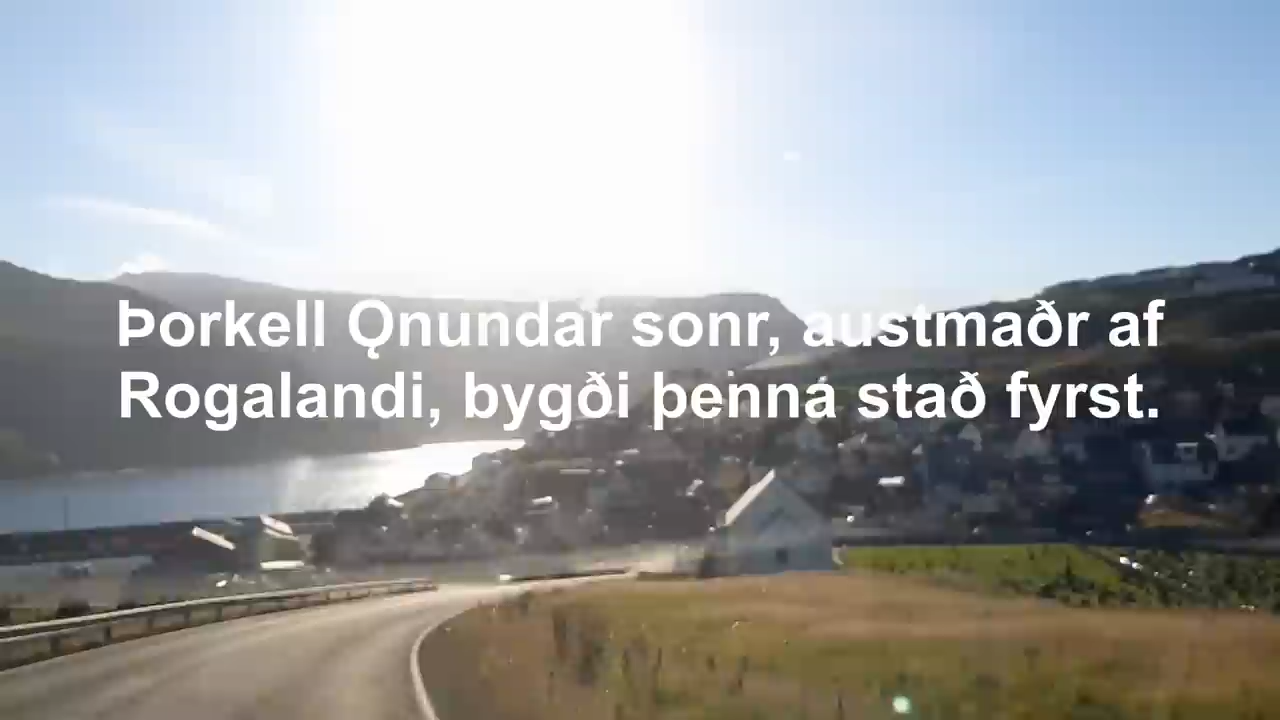 Þorkell Ǫnundar sonr, austmaðr af
Rogalandi, bygði þenna stað fyrst.